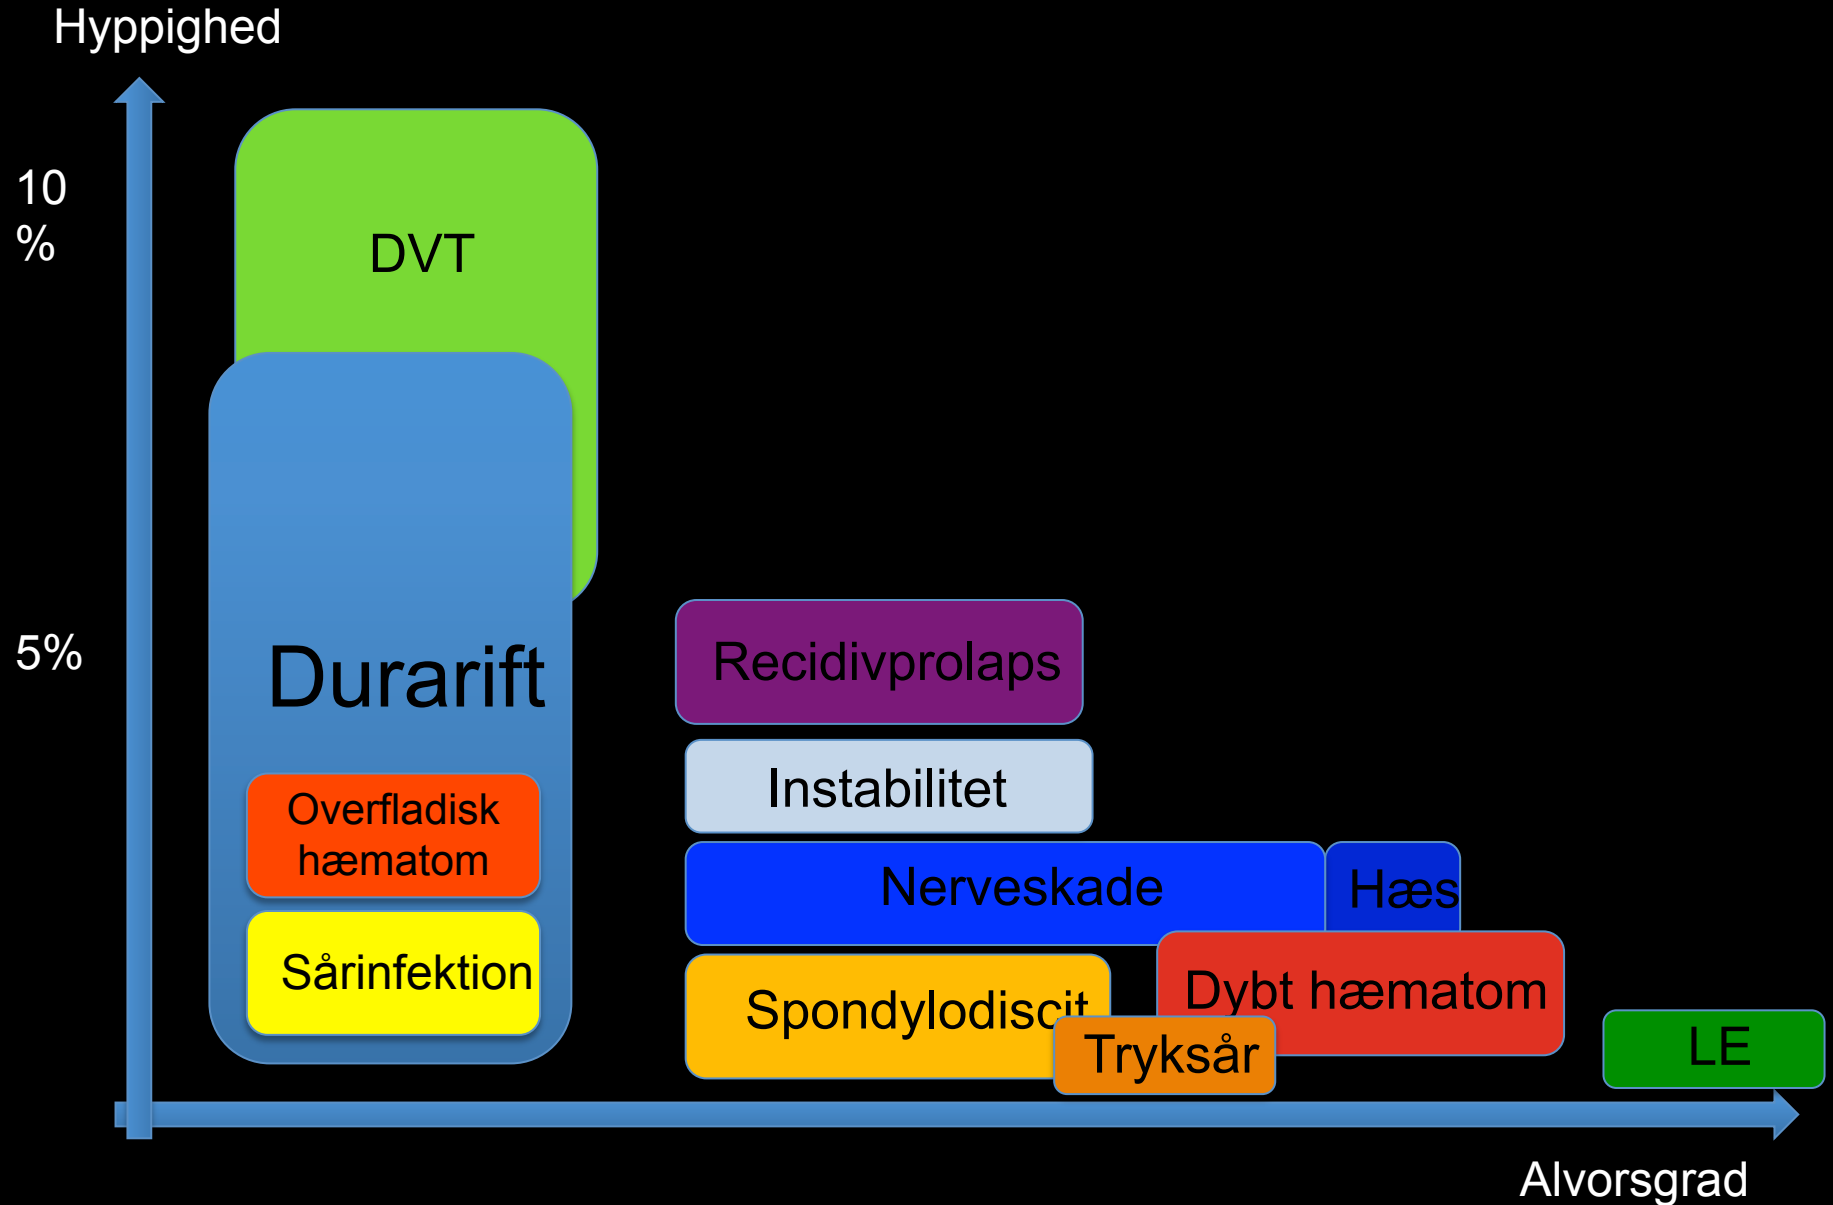 Hyppighed
10
%
DVT
5%
Durarift
Recidivprolaps
Instabilitet
Overfladisk
hæmatom
Nerveskade
Hæs
Sårinfektion
Spondylodiscit
Dybt hæmatom
Tryksår
LE
Alvorsgrad